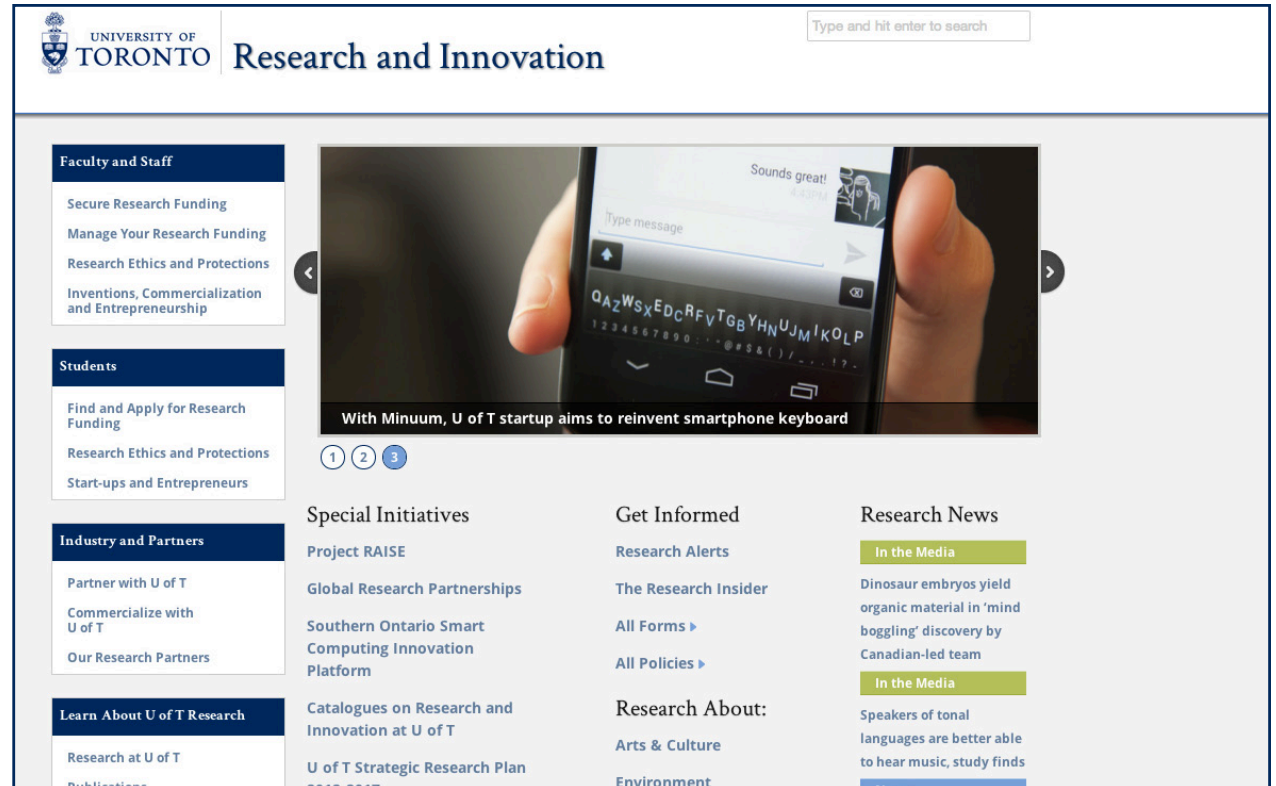 UNIVERSITY OF
TORONTO
Research and Innovation
Type and hit enter to search
Faculty and Staff
Secure Research Funding
Manage Your Research Funding
Research Ethics and Protections
Inventions, Commercialization
and Entrepreneurship
Students
Find and Apply for Research
Funding
Research Ethics and Protections
Start-ups and Entrepreneurs
Industry and Partners
Partner with U of T
Commercialize with
U of T
Our Research Partners
Learn About U of T Research
Research at U of T
Publications
Sounds great!
4:43PM
Type message
QAZWSXEDCRFVTGBYHNUJMIKOLP
With Minuum, U of T startup aims to reinvent smartphone keyboard
1 2 3
Special Initiatives
Project RAISE
Global Research Partnerships
Southern Ontario Smart
Computing Innovation
Platform
Catalogues on Research and
Innovation at U of T
U of T Strategic Research Plan
Get Informed
Research Alerts
The Research Insider
All Forms
All Policies
Research About:
Arts & Culture
Environment
Research News
In the Media
Dinosaur embryos yield
organic material in ‘mind
boggling’ discovery by
Canadian-led team
In the Media
Speakers of tonal
languages are better able
to hear music, study finds